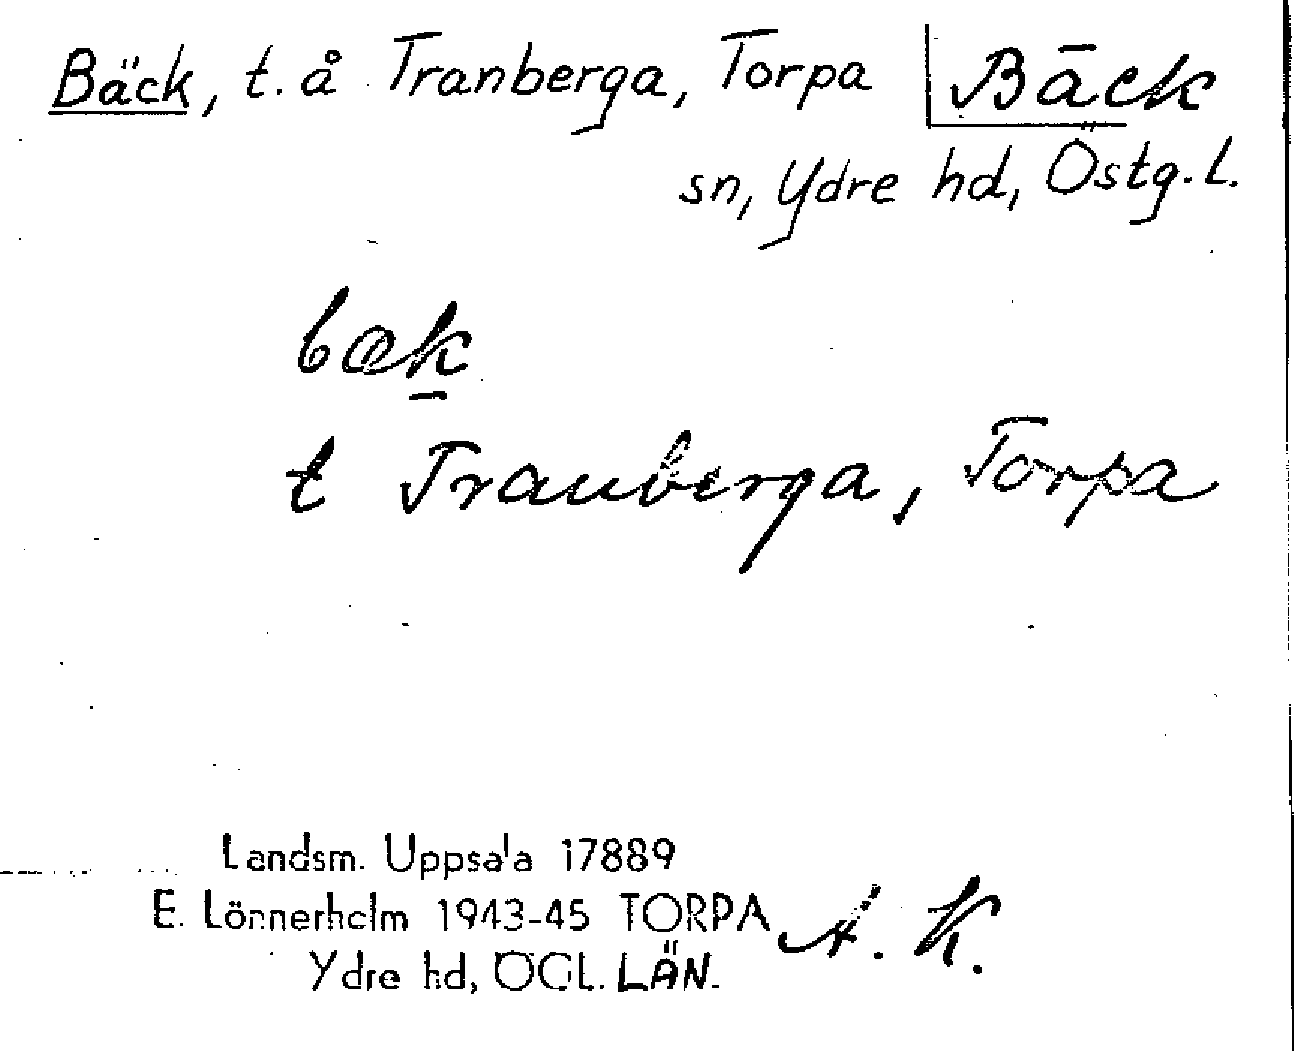 Bäck, t. å Tranberga, Torpa Bäck
sn, Ydre hd, Östg. l.
bæk
t Tranberga, Torpa
Landsm. Uppsala 17889
E. Lönnerholm 1943-45 TORPA A. K.
Ydre hd, ÖGL. LÄN.